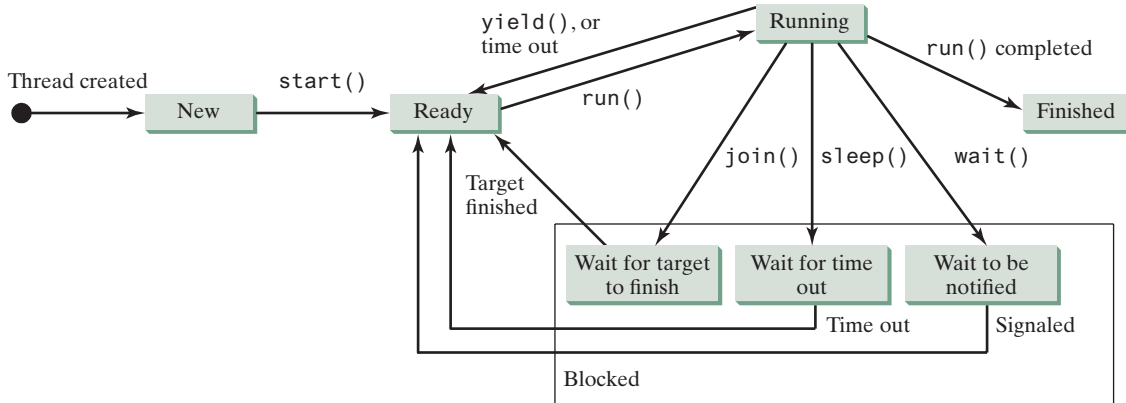 yield(), or
time out
Running
run() completed
Thread created
start()
run()
New
Ready
Finished
join()
sleep()
wait()
Target
finished
Wait for target
to finish
Wait for time
out
Wait to be
notified
Time out
Signaled
Blocked